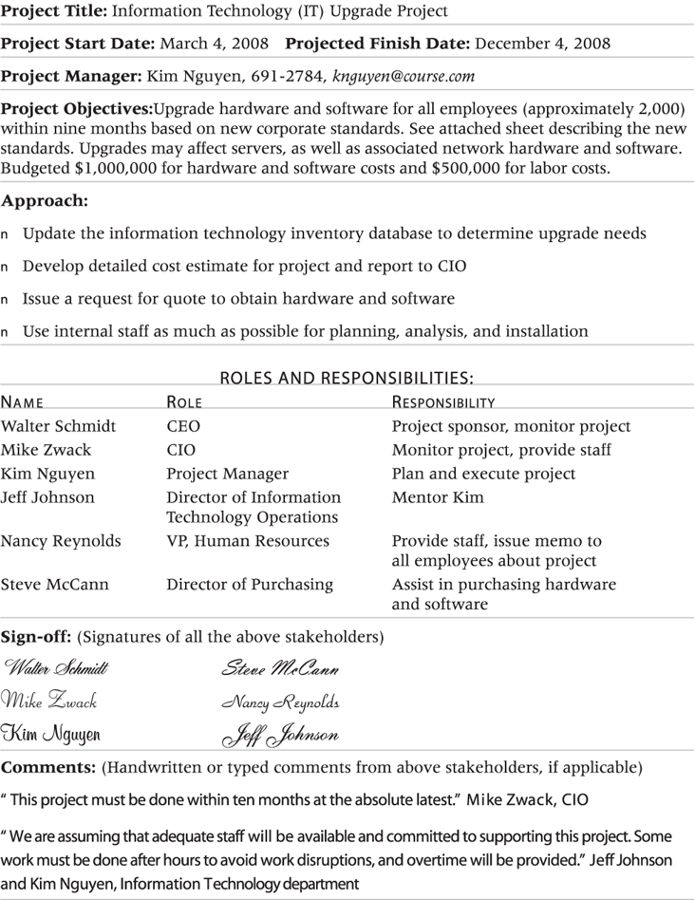 Project Title: Information Technology (IT) Upgrade Project
Project Start Date: March 4, 2008 Projected Finish Date: December 4, 2008
Project Manager: Kim Nguyen, 691-2784, knguyen@course.com
Project Objectives:Upgrade hardware and software for all employees (approximately 2,000)
within nine months based on new corporate standards. See attached sheet describing the new
standards. Upgrades may affect servers, as well as associated network hardware and software.
Budgeted $1,000,000 for hardware and software costs and $500,000 for labor costs.
Approach:
n Update the information technology inventory database to determine upgrade needs
n Develop detailed cost estimate for project and report to CIO
n Issue a request for quote to obtain hardware and software
n Use internal staff as much as possible for planning, analysis, and installation
ROLES AND RESPONSIBILITIES:
NAME ROLE RESPONSIBILITY
Walter Schmidt CEO Project sponsor, monitor project
Mike Zwack CIO Monitor project, provide staff
Kim Nguyen Project Manager Plan and execute project
Jeff Johnson Director of Information Mentor Kim
Technology Operations
Nancy Reynolds VP, Human Resources Provide staff, issue memo to
all employees about project
Steve McCann Director of Purchasing Assist in purchasing hardware
and software
Sign-off: (Signatures of all the above stakeholders)
Walter Schmidt Steve McCann
Mike Zwack Nancy Reynolds
Kim Nguyen Jeff Johnson
Comments: (Handwritten or typed comments from above stakeholders, if applicable)
“ This project must be done within ten months at the absolute latest.” Mike Zwack, CIO
“ We are assuming that adequate staff will be available and committed to supporting this project. Some
work must be done after hours to avoid work disruptions, and overtime will be provided.” Jeff Johnson
and Kim Nguyen, Information Technology department